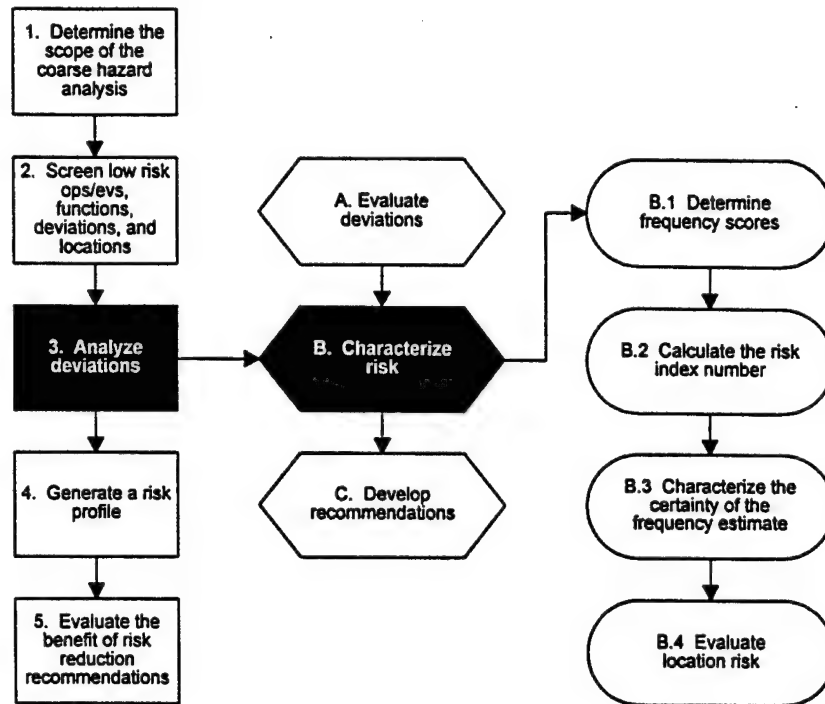 1. Determine the
scope of the
coarse hazard
analysis
2. Screen low risk
ops/evs,
functions,
deviations, and
locations
3. Analyze
deviations
4. Generate a risk
profile
5. Evaluate the
benefit of risk
reduction
recommendations
A. Evaluate
deviations
B. Characterize
risk
C. Develop
recommendations
B.1 Determine
frequency scores
B.2 Calculate the risk
index number
B.3 Characterize the
certainty of the
frequency estimate
B.4 Evaluate
location risk